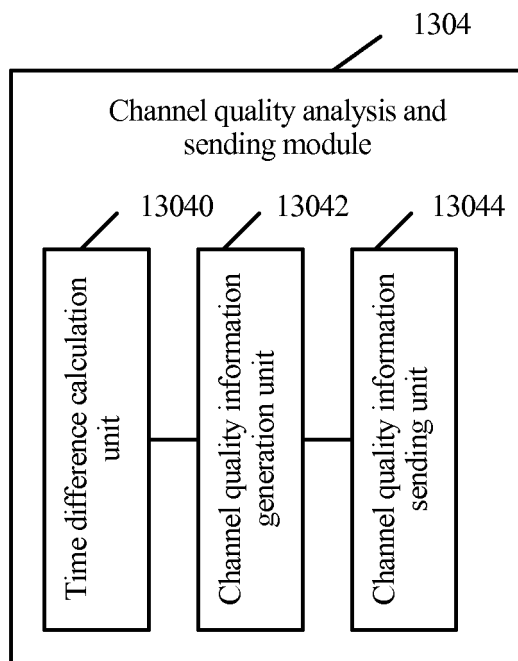 1304
Channel quality analysis and
sending module
13040
13042
13044
Time difference calculation
unit
Channel quality information
generation unit
Channel quality information
sending unit